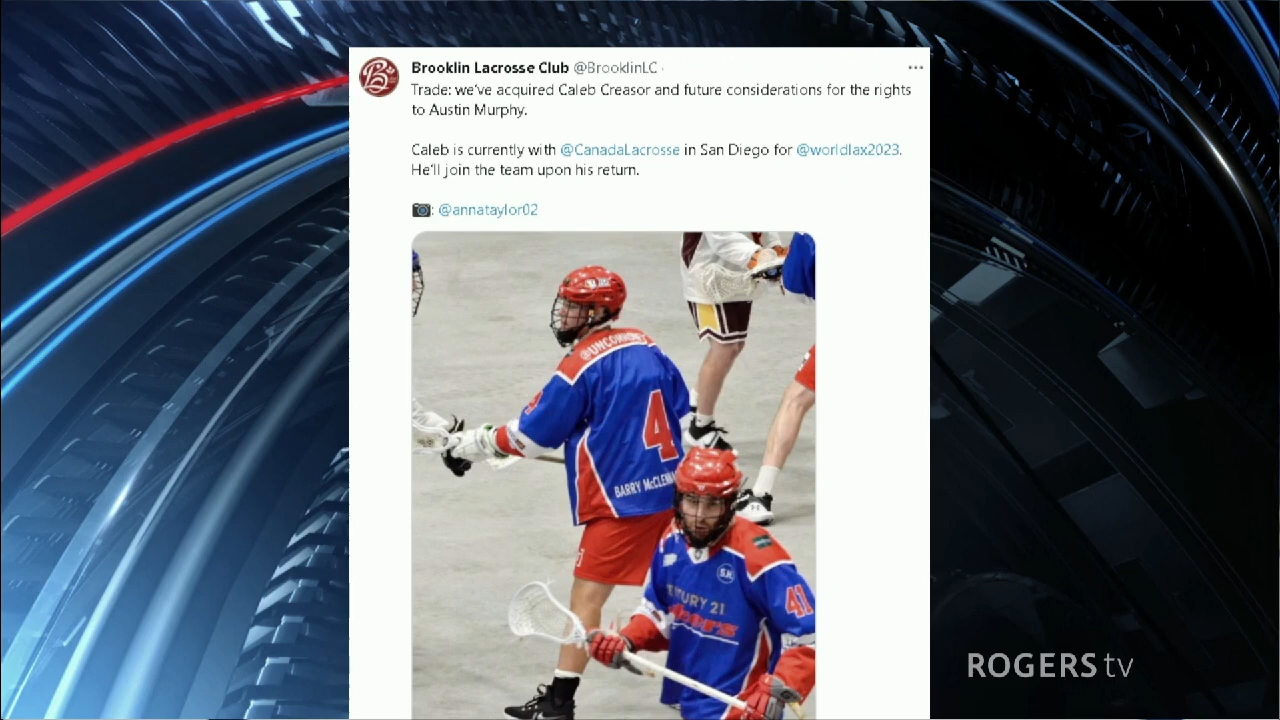 Brooklin Lacrosse Club @BrooklinLC ·
Trade: we've acquired Caleb Creasor and future considerations for the rights
to Austin Murphy.
Caleb is currently with @CanadaLacrosse in San Diego for @worldlax2023.
He'll join the team upon his return.
: @annataylor02
4
4
BARRY
S.K.
41
ROGERS tv